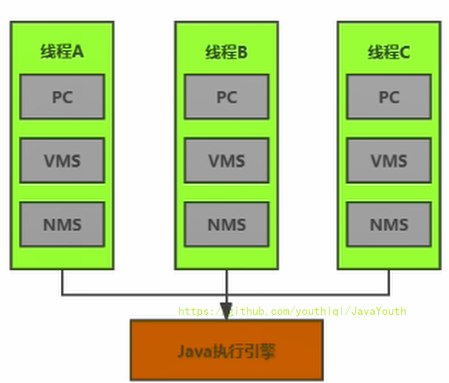 线程A
PC
VMS
NMS
线程B
PC
VMS
NMS
线程C
PC
VMS
NMS
https://github.com/youthlql/JavaYouth
Java执行引擎